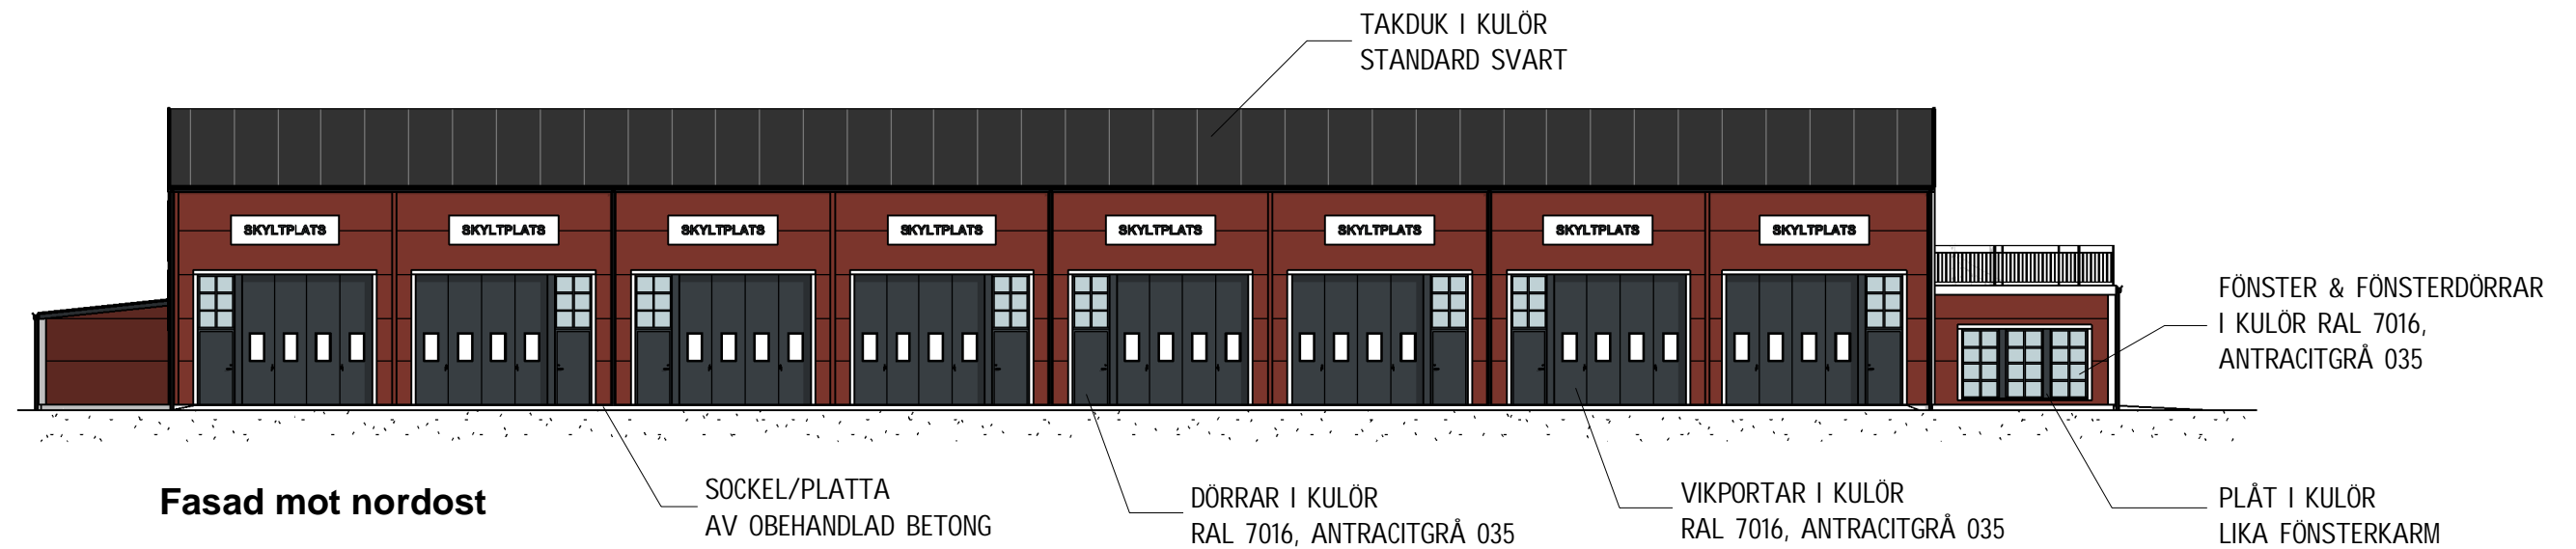 TAKDUK I KULÖR
STANDARD SVART
SKYLTPLATS SKYLTPLATS SKYLTPLATS SKYLTPLATS SKYLTPLATS SKYLTPLATS SKYLTPLATS SKYLTPLATS
FÖNSTER & FÖNSTERDÖRRAR
I KULÖR RAL 7016,
ANTRACITGRÅ 035
Fasad mot nordost
SOCKEL/PLATTA
AV OBEHANDLAD BETONG
DÖRRAR I KULÖR
RAL 7016, ANTRACITGRÅ 035
VIKPORTAR I KULÖR
RAL 7016, ANTRACITGRÅ 035
PLÅT I KULÖR
LIKA FÖNSTERKARM